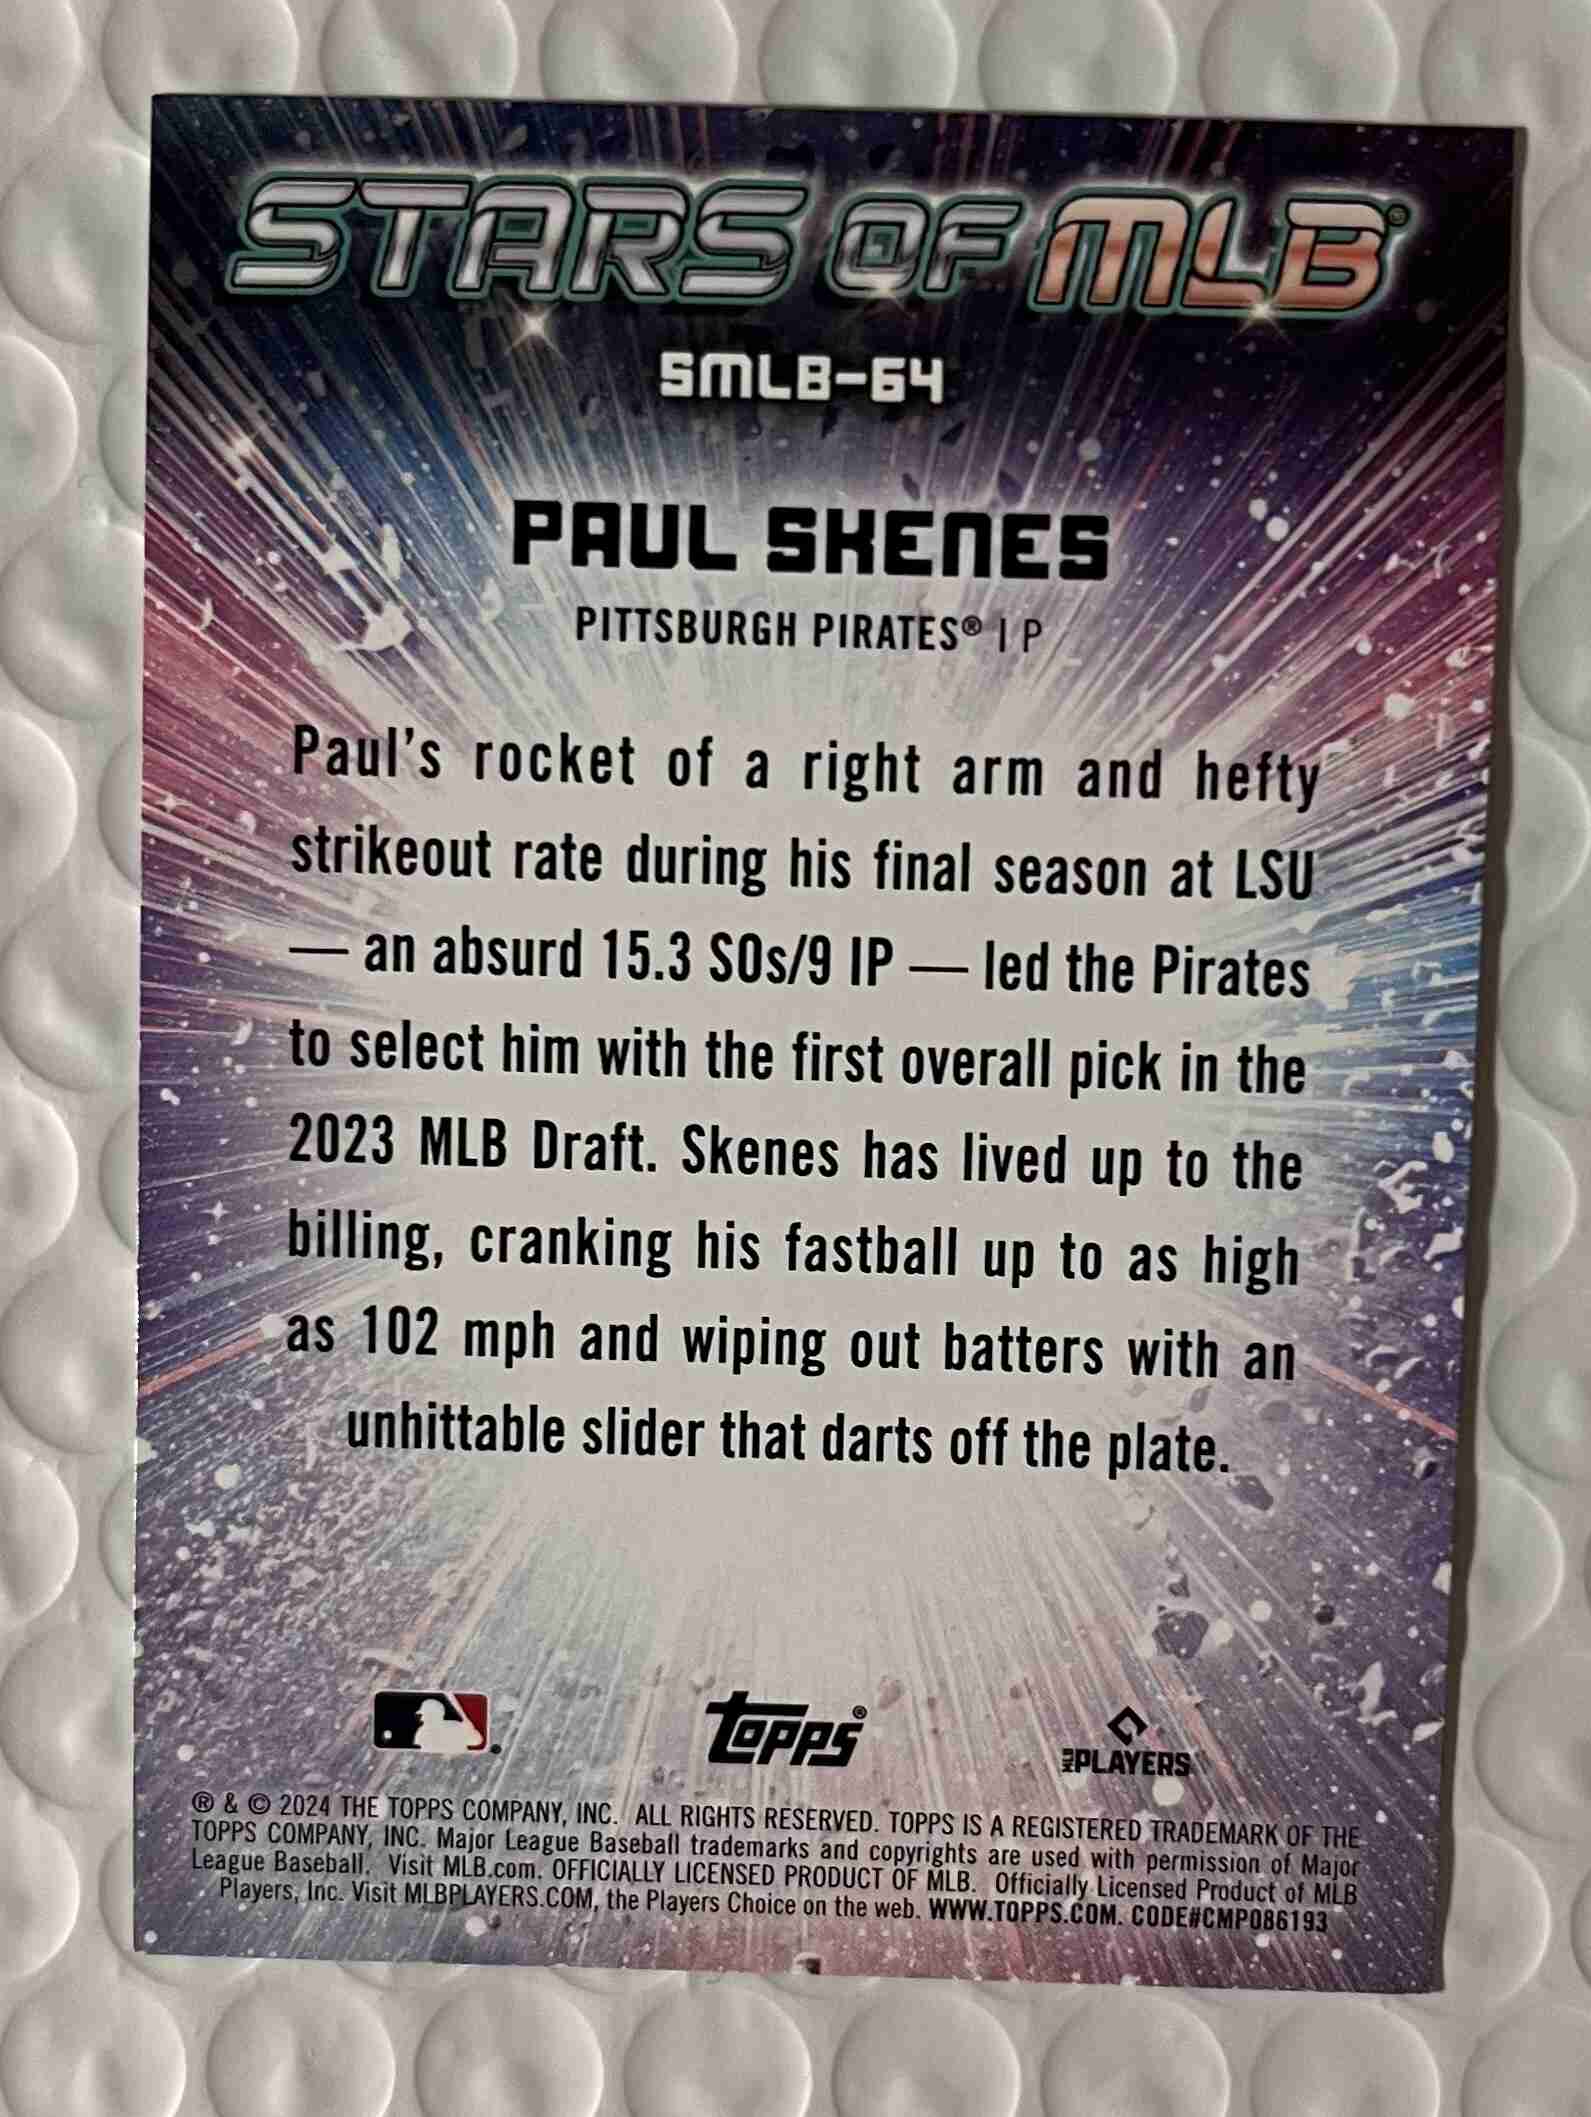 STARS OF MLB®
SMLB-64
PAUL SKENES
PITTSBURGH PIRATES® | P
Paul's rocket of a right arm and hefty
strikeout rate during his final season at LSU
— an absurd 15.3 SOs/9 IP — led the Pirates
to select him with the first overall pick in the
2023 MLB Draft. Skenes has lived up to the
billing, cranking his fastball up to as high
as 102 mph and wiping out batters with an
unhittable slider that darts off the plate.
topps®
MLB PLAYERS
® & © 2024 THE TOPPS COMPANY, INC. ALL RIGHTS RESERVED. TOPPS IS A REGISTERED TRADEMARK OF THE
TOPPS COMPANY, INC. Major League Baseball trademarks and copyrights are used with permission of Major
League Baseball. Visit MLB.com. OFFICIALLY LICENSED PRODUCT OF MLB. Officially Licensed Product of MLB
Players, Inc. Visit MLBPLAYERS.COM, the Players Choice on the web. WWW.TOPPS.COM. CODE#CMP086193